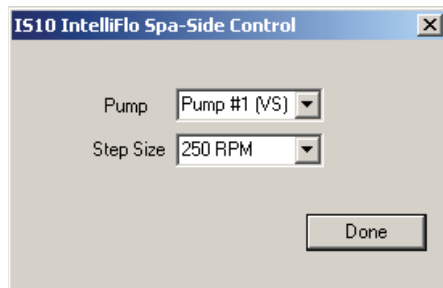 IS10 IntelliFlo Spa-Side Control
Pump Pump #1 (VS)
Step Size 250 RPM
Done